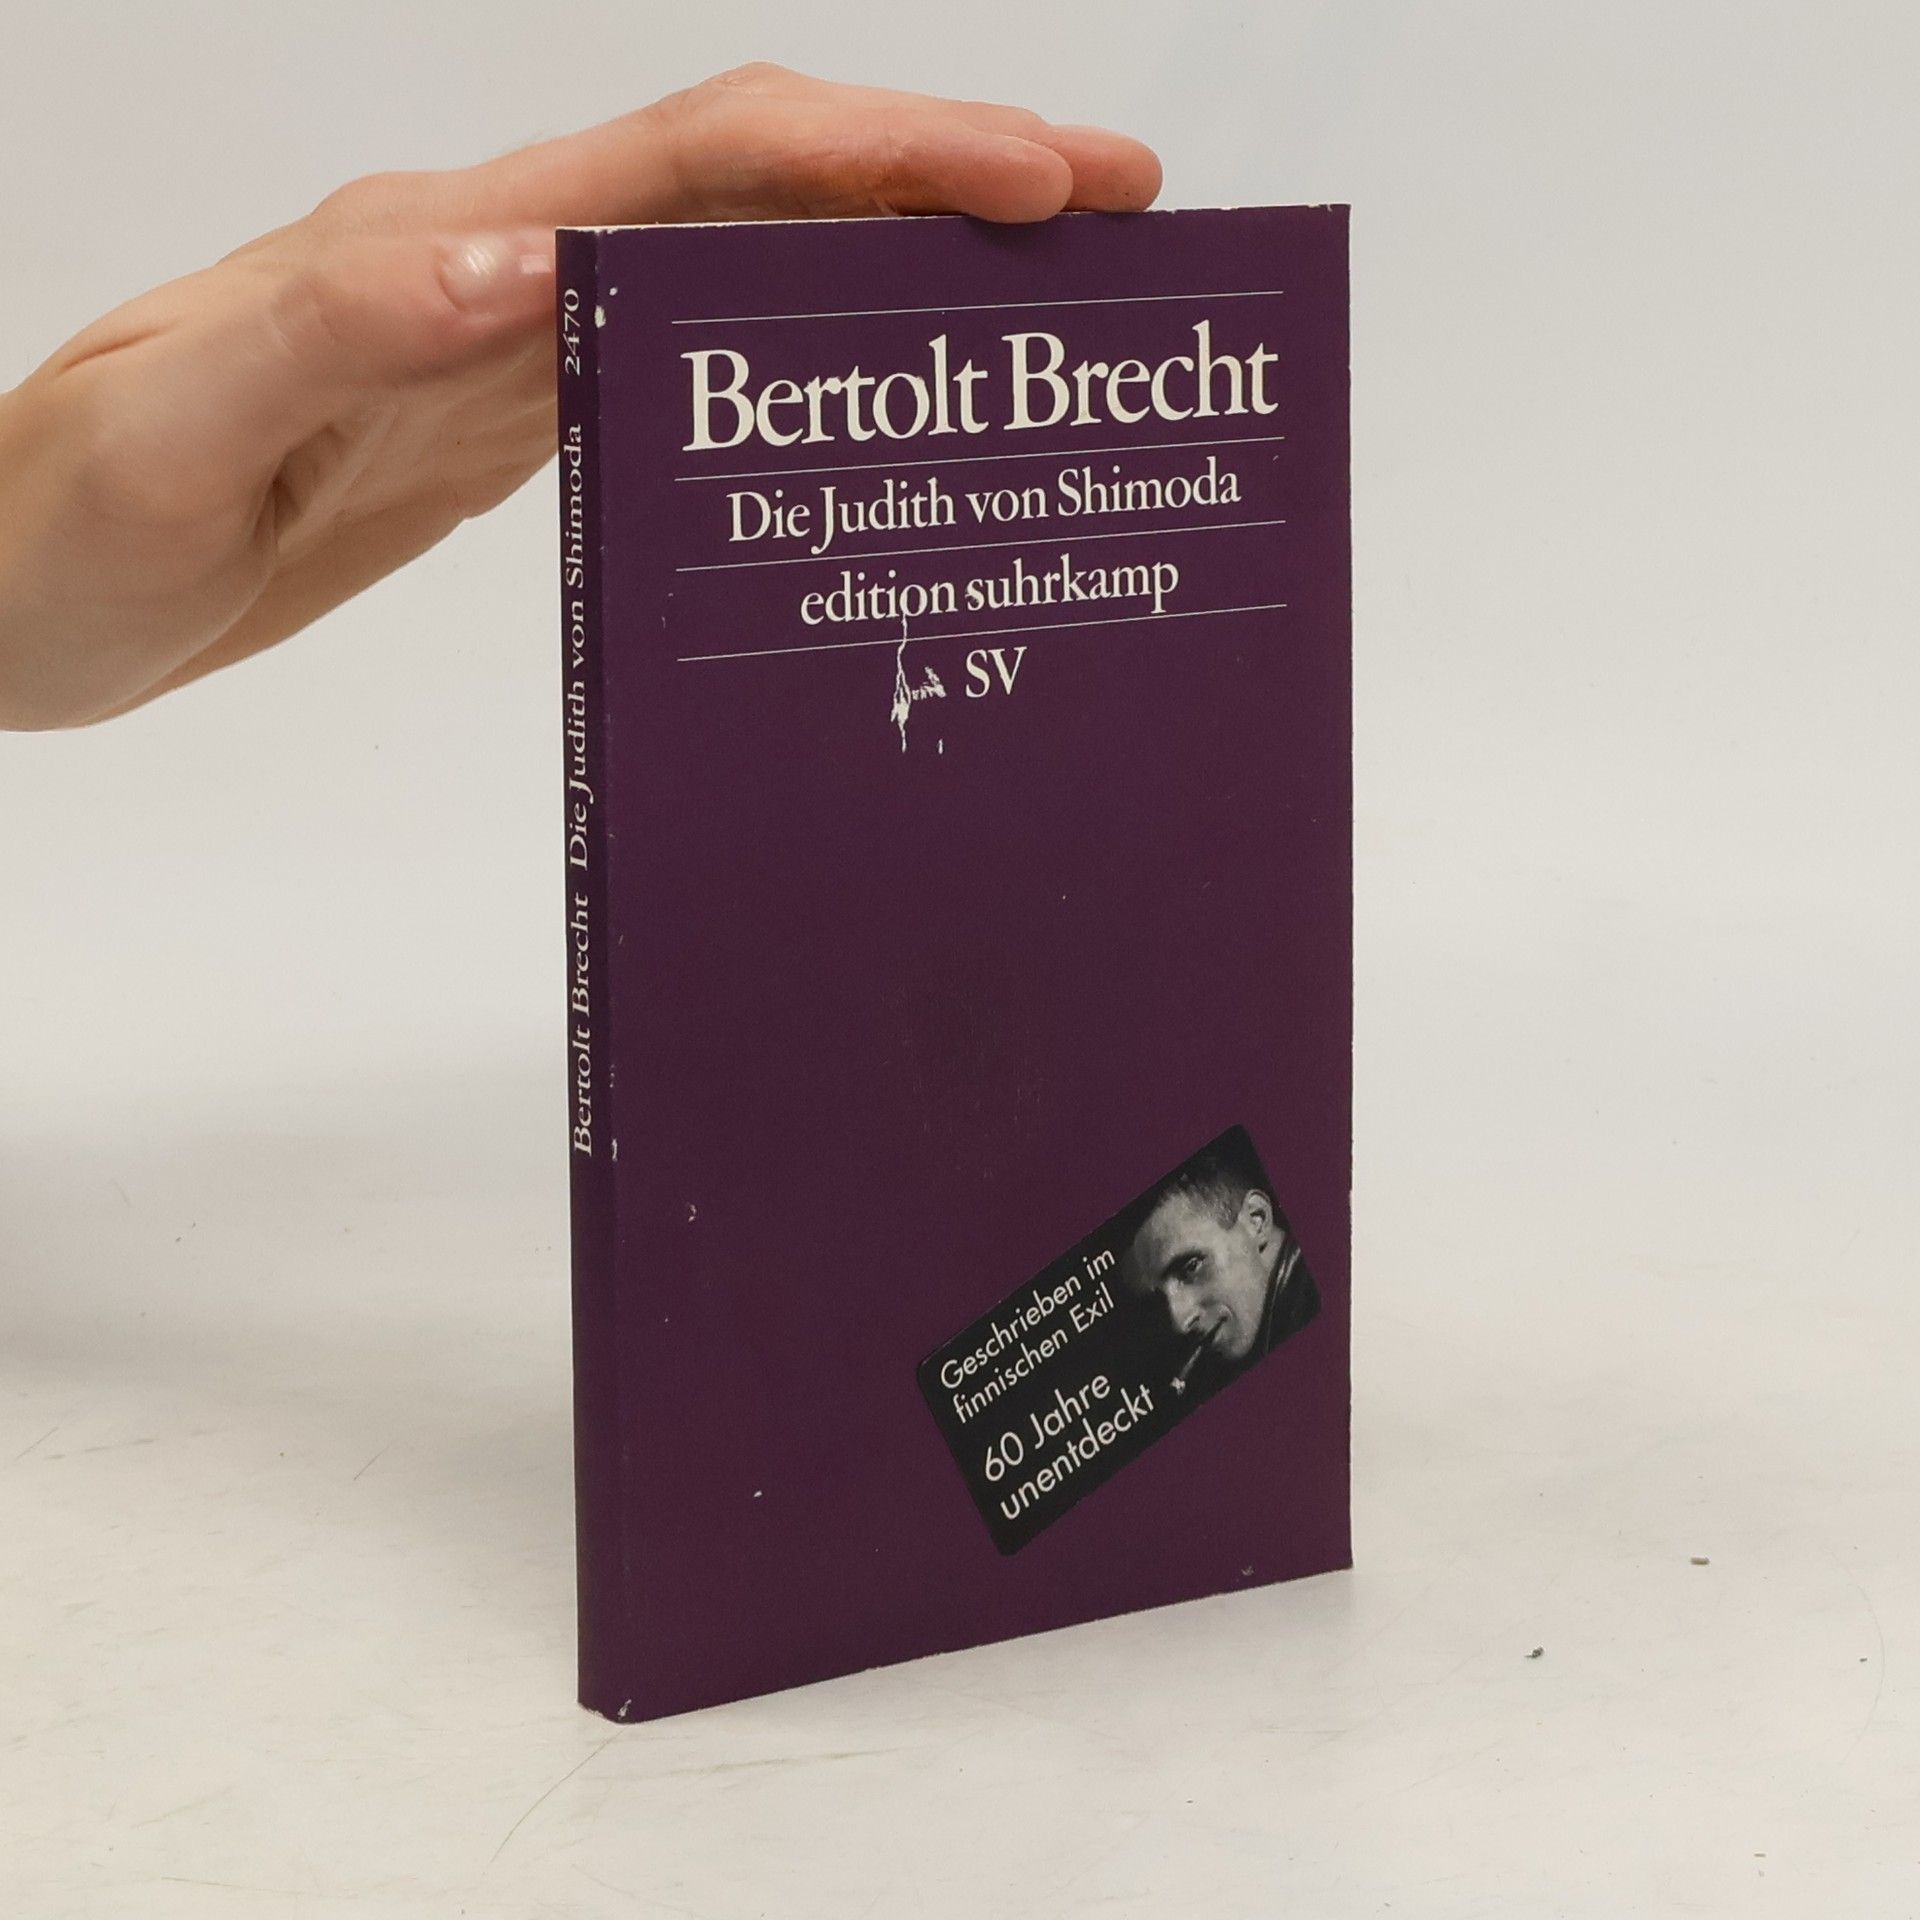 Bertolt Brecht Die Judith von Shimoda 2470
Bertolt Brecht
Die Judith von Shimoda
edition suhrkamp
SV
Geschrieben im
finnischen Exil
60 Jahre
unentdeckt